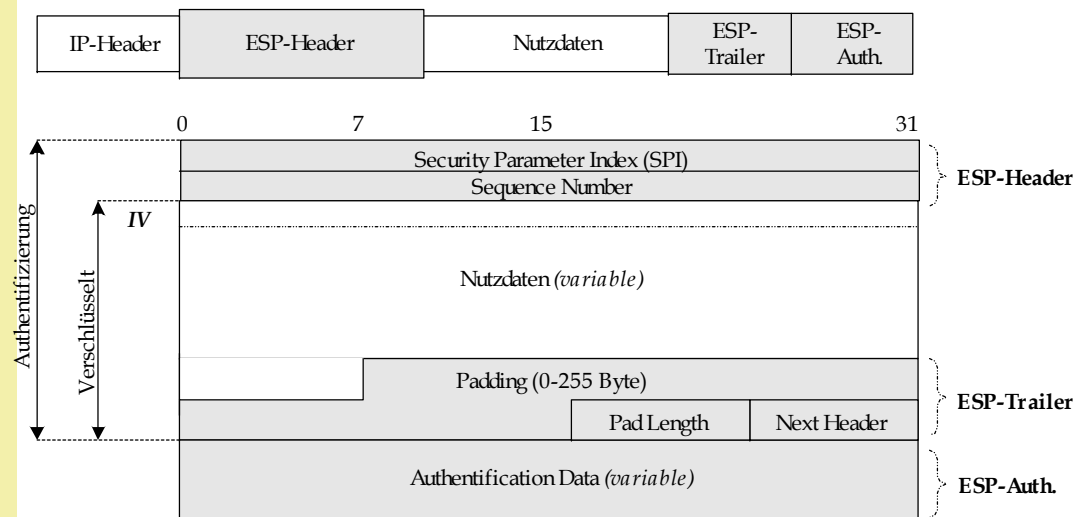 IP-Header
ESP-Header
Nutzdaten
ESP-
Trailer
ESP-
Auth.
0 7 15 31
Security Parameter Index (SPI)
Sequence Number
ESP-Header
IV
Authentifizierung
Verschlüsselt
Nutzdaten (variable)
Padding (0-255 Byte)
Pad Length
Next Header
ESP-Trailer
Authentification Data (variable)
ESP-Auth.